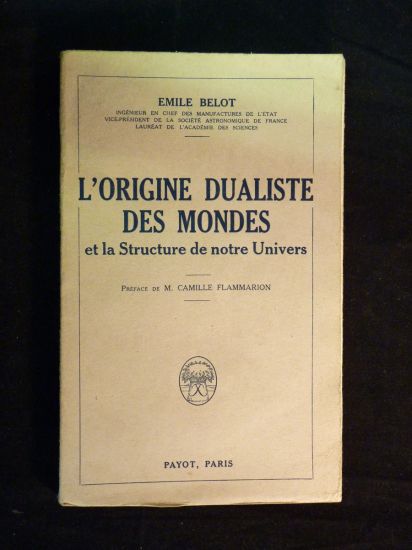 EMILE BELOT
INGÉNIEUR EN CHEF DES MANUFACTURES DE L'ÉTAT
VICE-PRÉSIDENT DE LA SOCIÉTÉ ASTRONOMIQUE DE FRANCE
LAURÉAT DE L'ACADÉMIE DES SCIENCES
L'ORIGINE DUALISTE
DES MONDES
et la Structure de notre Univers
PRÉFACE DE M. CAMILLE FLAMMARION
PAYOT, PARIS